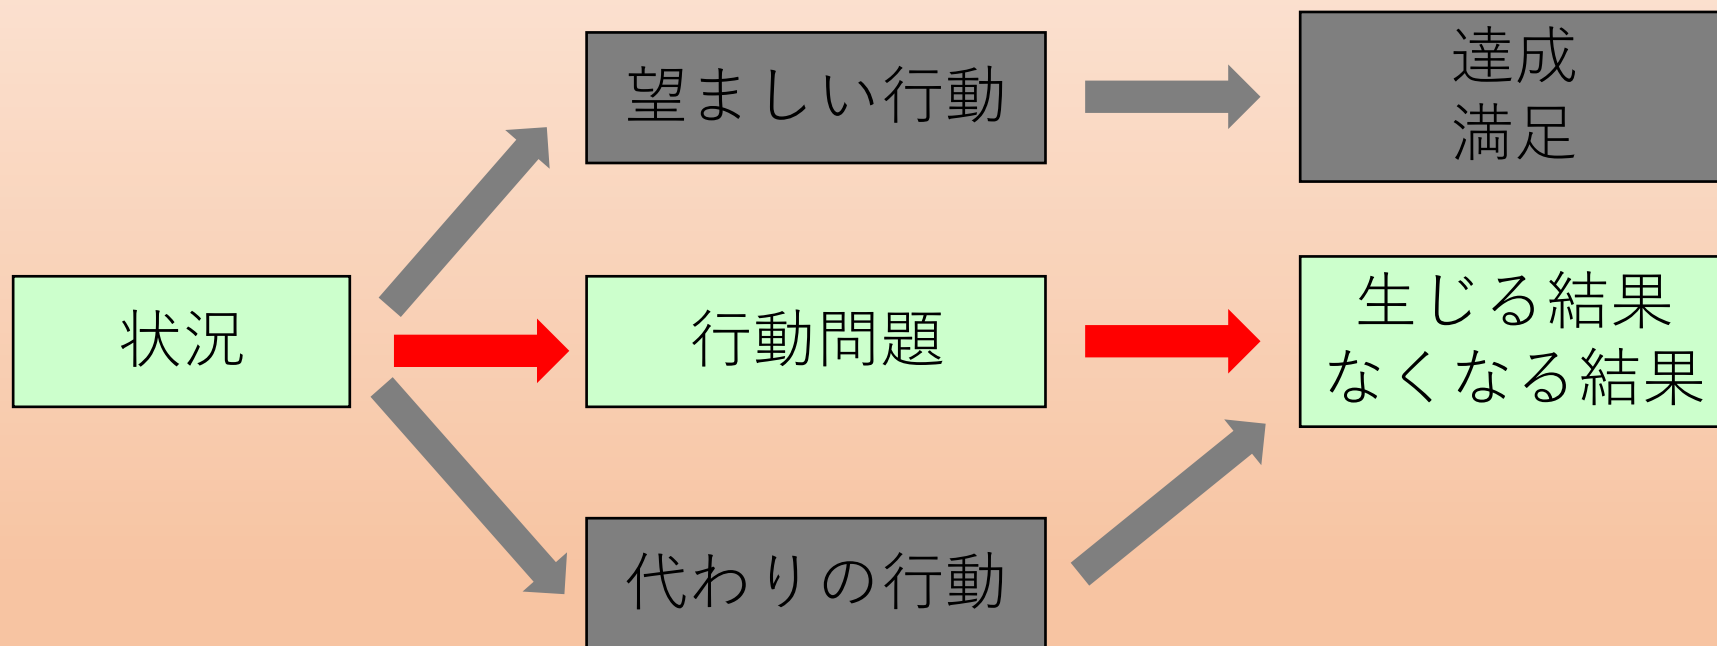 望ましい行動
達成
満足
状況
行動問題
生じる結果
なくなる結果
代わりの行動